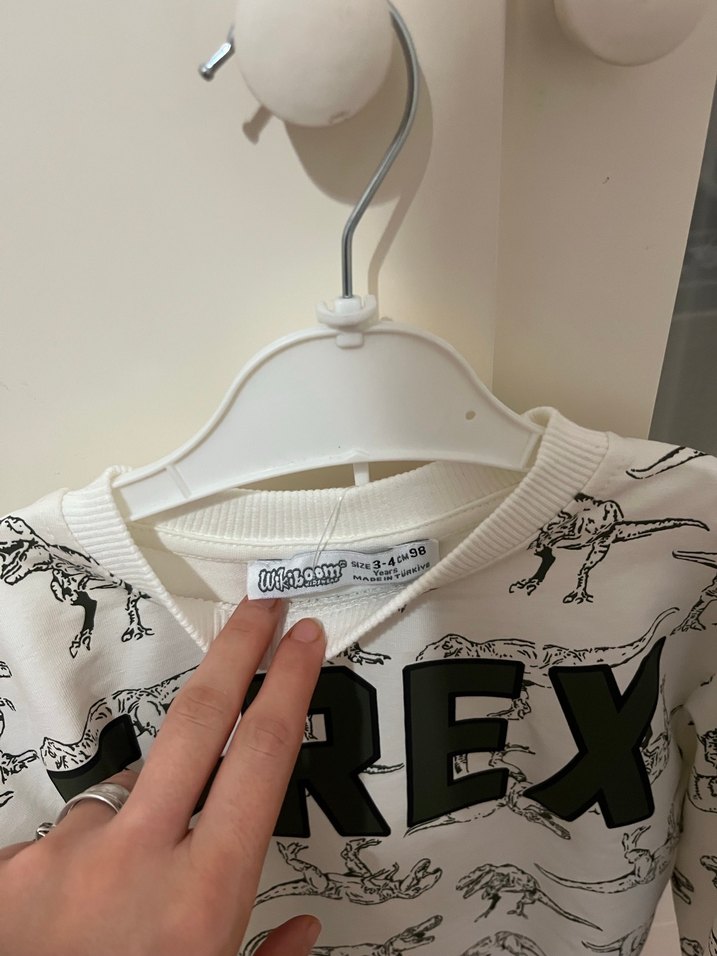 Wikiboom
SIZE 3-4 CM 98
Years
MADE IN TÜRKİYE
REX